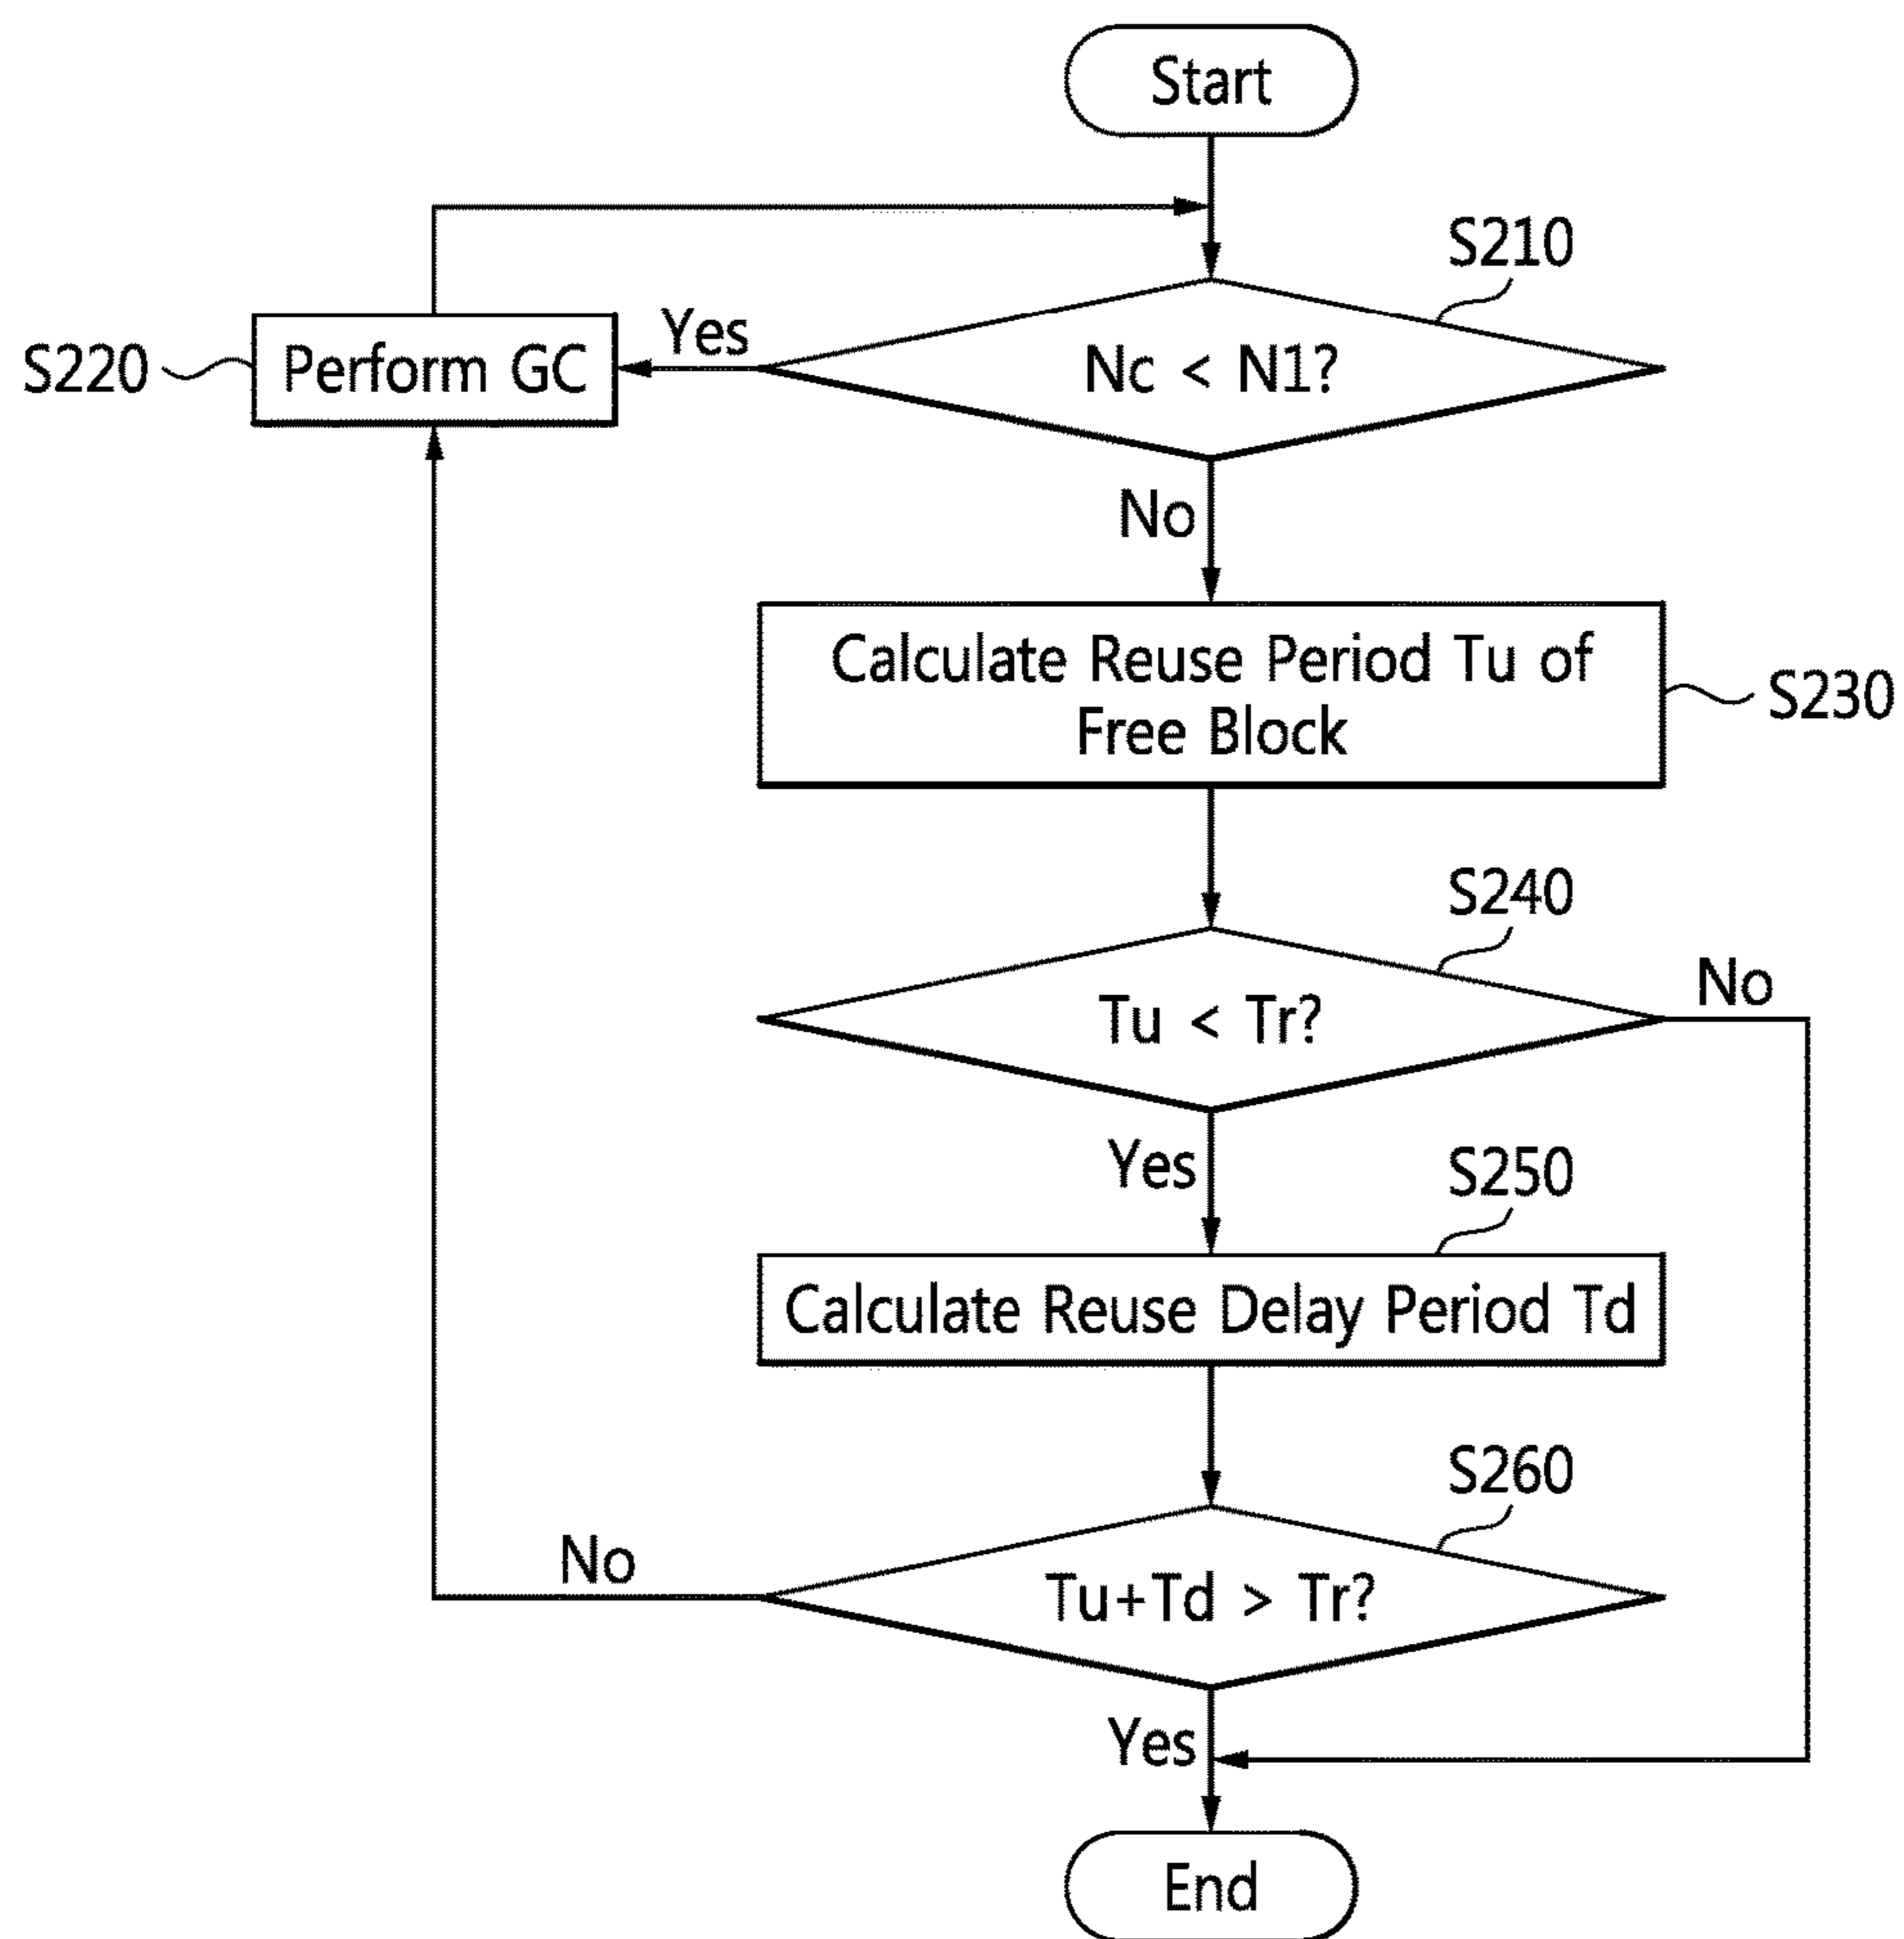 Start
S210
Yes
S220
Perform GC
Nc < N1?
No
Calculate Reuse Period Tu of
Free Block
S230
S240
No
Tu < Tr?
Yes
S250
Calculate Reuse Delay Period Td
S260
No
Tu+Td > Tr?
Yes
End